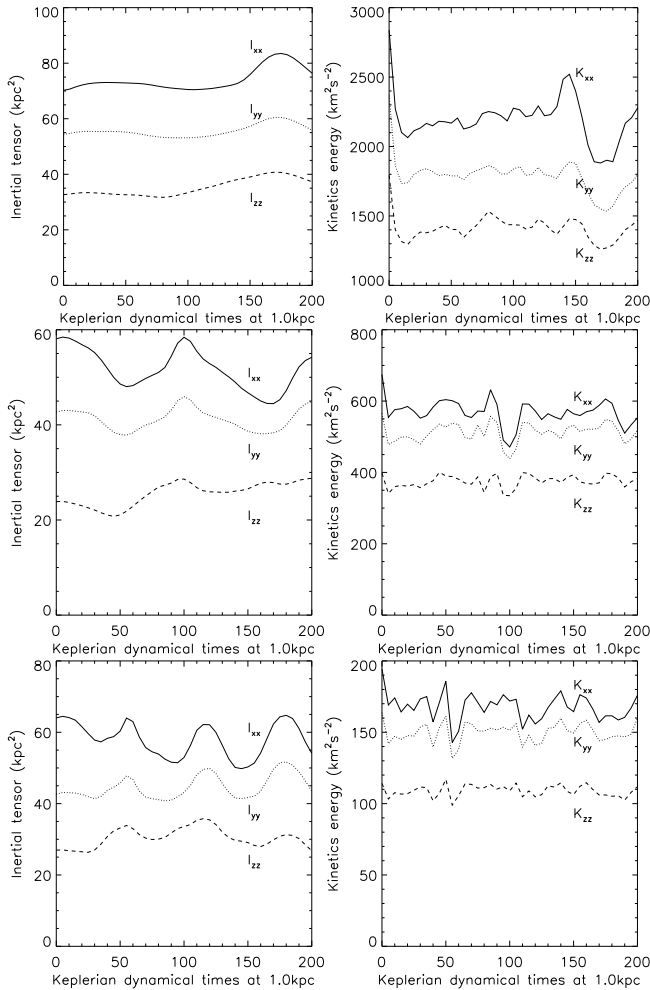 100
80
60
40
20
0
Inertial tensor (kpc²)
I_xx
I_yy
I_zz
0 50 100 150 200
Keplerian dynamical times at 1.0kpc
3000
2500
2000
1500
1000
Kinetics energy (km²s⁻²)
K_xx
K_yy
K_zz
0 50 100 150 200
Keplerian dynamical times at 1.0kpc
60
40
20
0
Inertial tensor (kpc²)
I_xx
I_yy
I_zz
0 50 100 150 200
Keplerian dynamical times at 1.0kpc
800
600
400
200
0
Kinetics energy (km²s⁻²)
K_xx
K_yy
K_zz
0 50 100 150 200
Keplerian dynamical times at 1.0kpc
80
60
40
20
0
Inertial tensor (kpc²)
I_xx
I_yy
I_zz
0 50 100 150 200
Keplerian dynamical times at 1.0kpc
200
150
100
50
0
Kinetics energy (km²s⁻²)
K_xx
K_yy
K_zz
0 50 100 150 200
Keplerian dynamical times at 1.0kpc